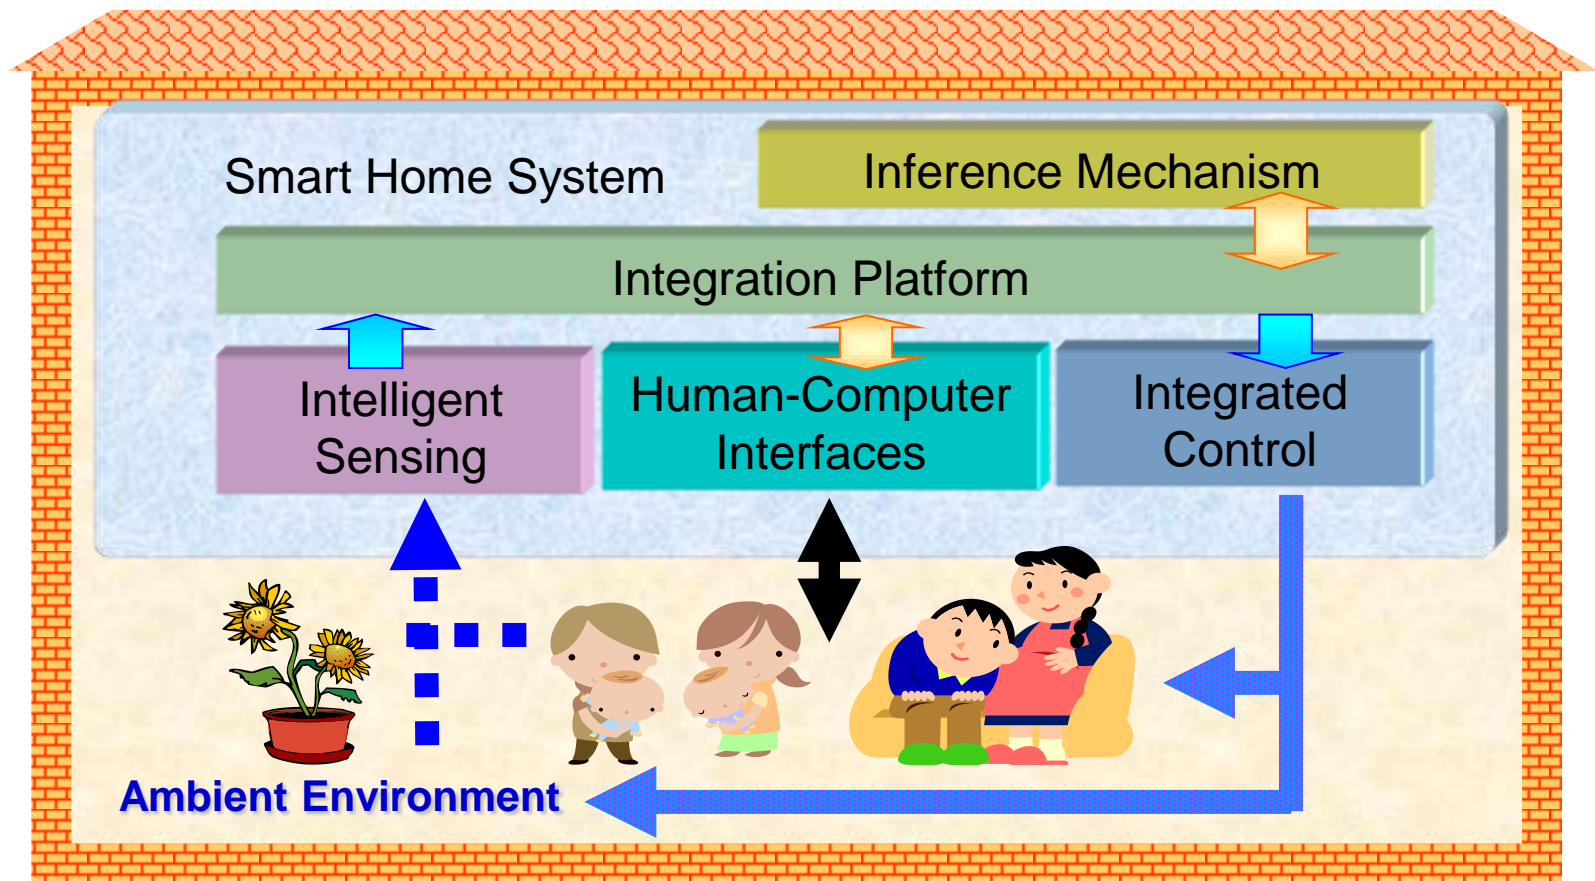 Smart Home System
Inference Mechanism
Integration Platform
Intelligent
Sensing
Human-Computer
Interfaces
Integrated
Control
Ambient Environment